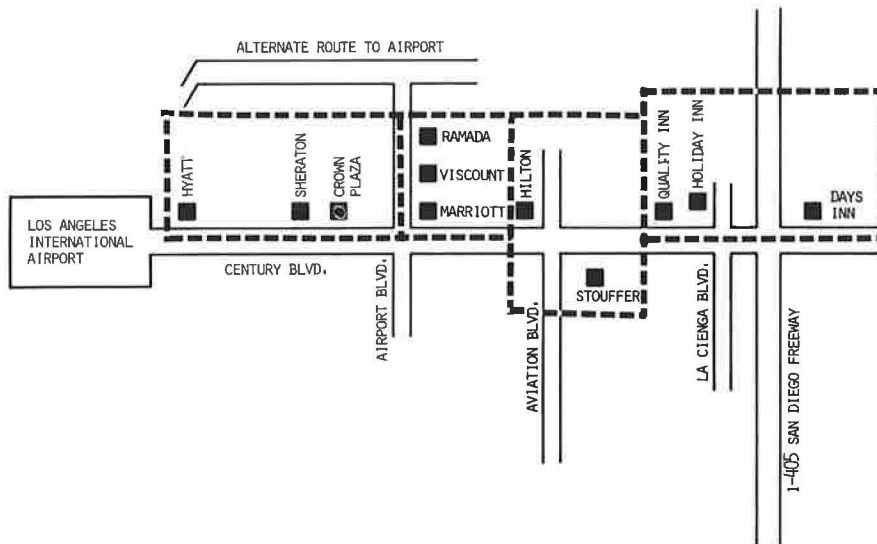 ALTERNATE ROUTE TO AIRPORT
HYATT
SHERATON
CROWN
PLAZA
RAMADA
VISCOUNT
MARRIOTT
HILTON
QUALITY INN
HOLIDAY INN
DAYS
INN
LOS ANGELES
INTERNATIONAL
AIRPORT
CENTURY BLVD.
AIRPORT BLVD.
STOUFFER
AVIATION BLVD.
LA CIENGA BLVD.
1-405 SAN DIEGO FREEWAY